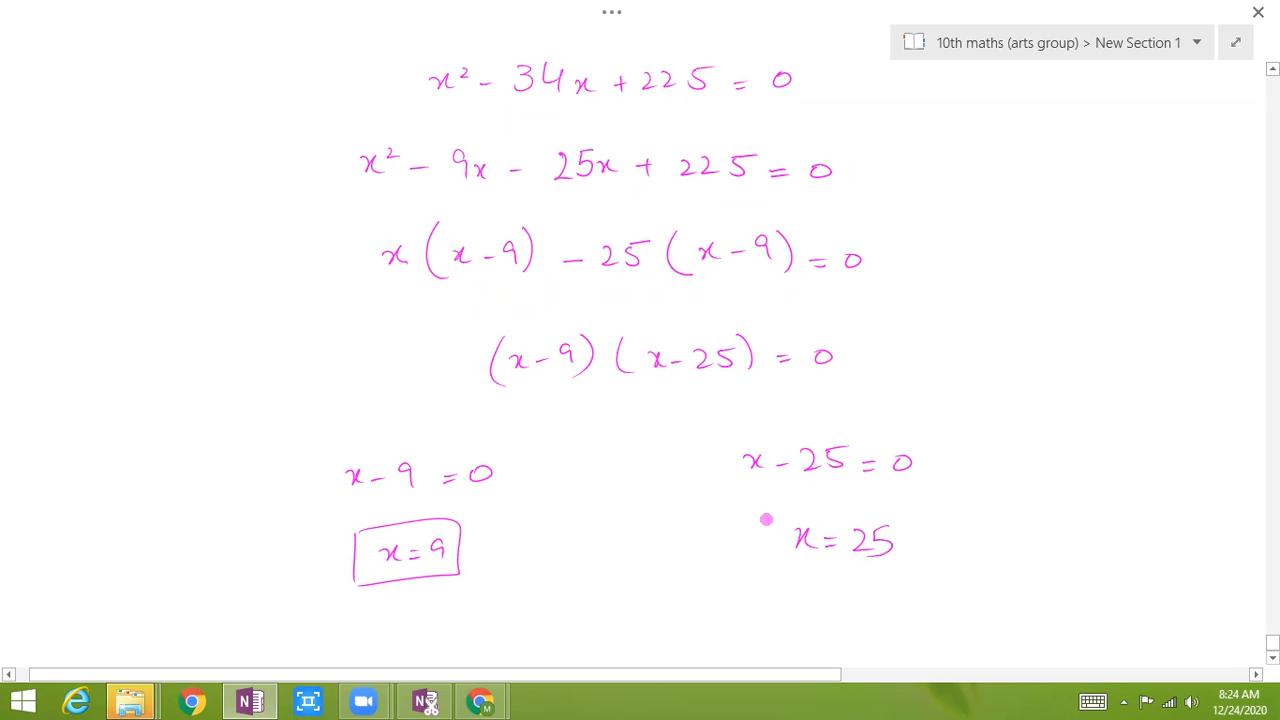 10th maths (arts group) > New Section 1
x² - 34x + 225 = 0
x² - 9x - 25x + 225 = 0
x (x - 9) - 25 (x - 9) = 0
(x - 9) (x - 25) = 0
x - 9 = 0
x = 9
x - 25 = 0
x = 25
8:24 AM
12/24/2020